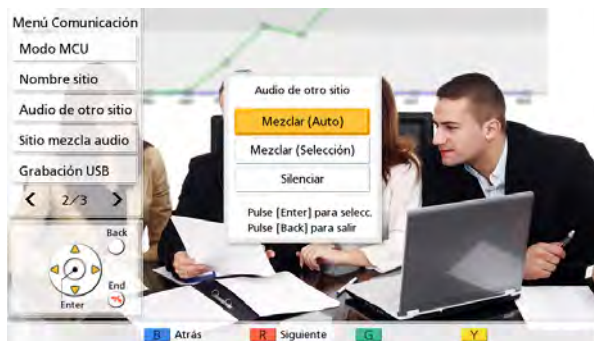 Menú Comunicación
Modo MCU
Nombre sitio
Audio de otro sitio
Sitio mezcla audio
Grabación USB
2/3
Back
End
Enter
Audio de otro sitio
Mezclar (Auto)
Mezclar (Selección)
Silenciar
Pulse [Enter] para selecc.
Pulse [Back] para salir
B Atrás R Siguiente G Y